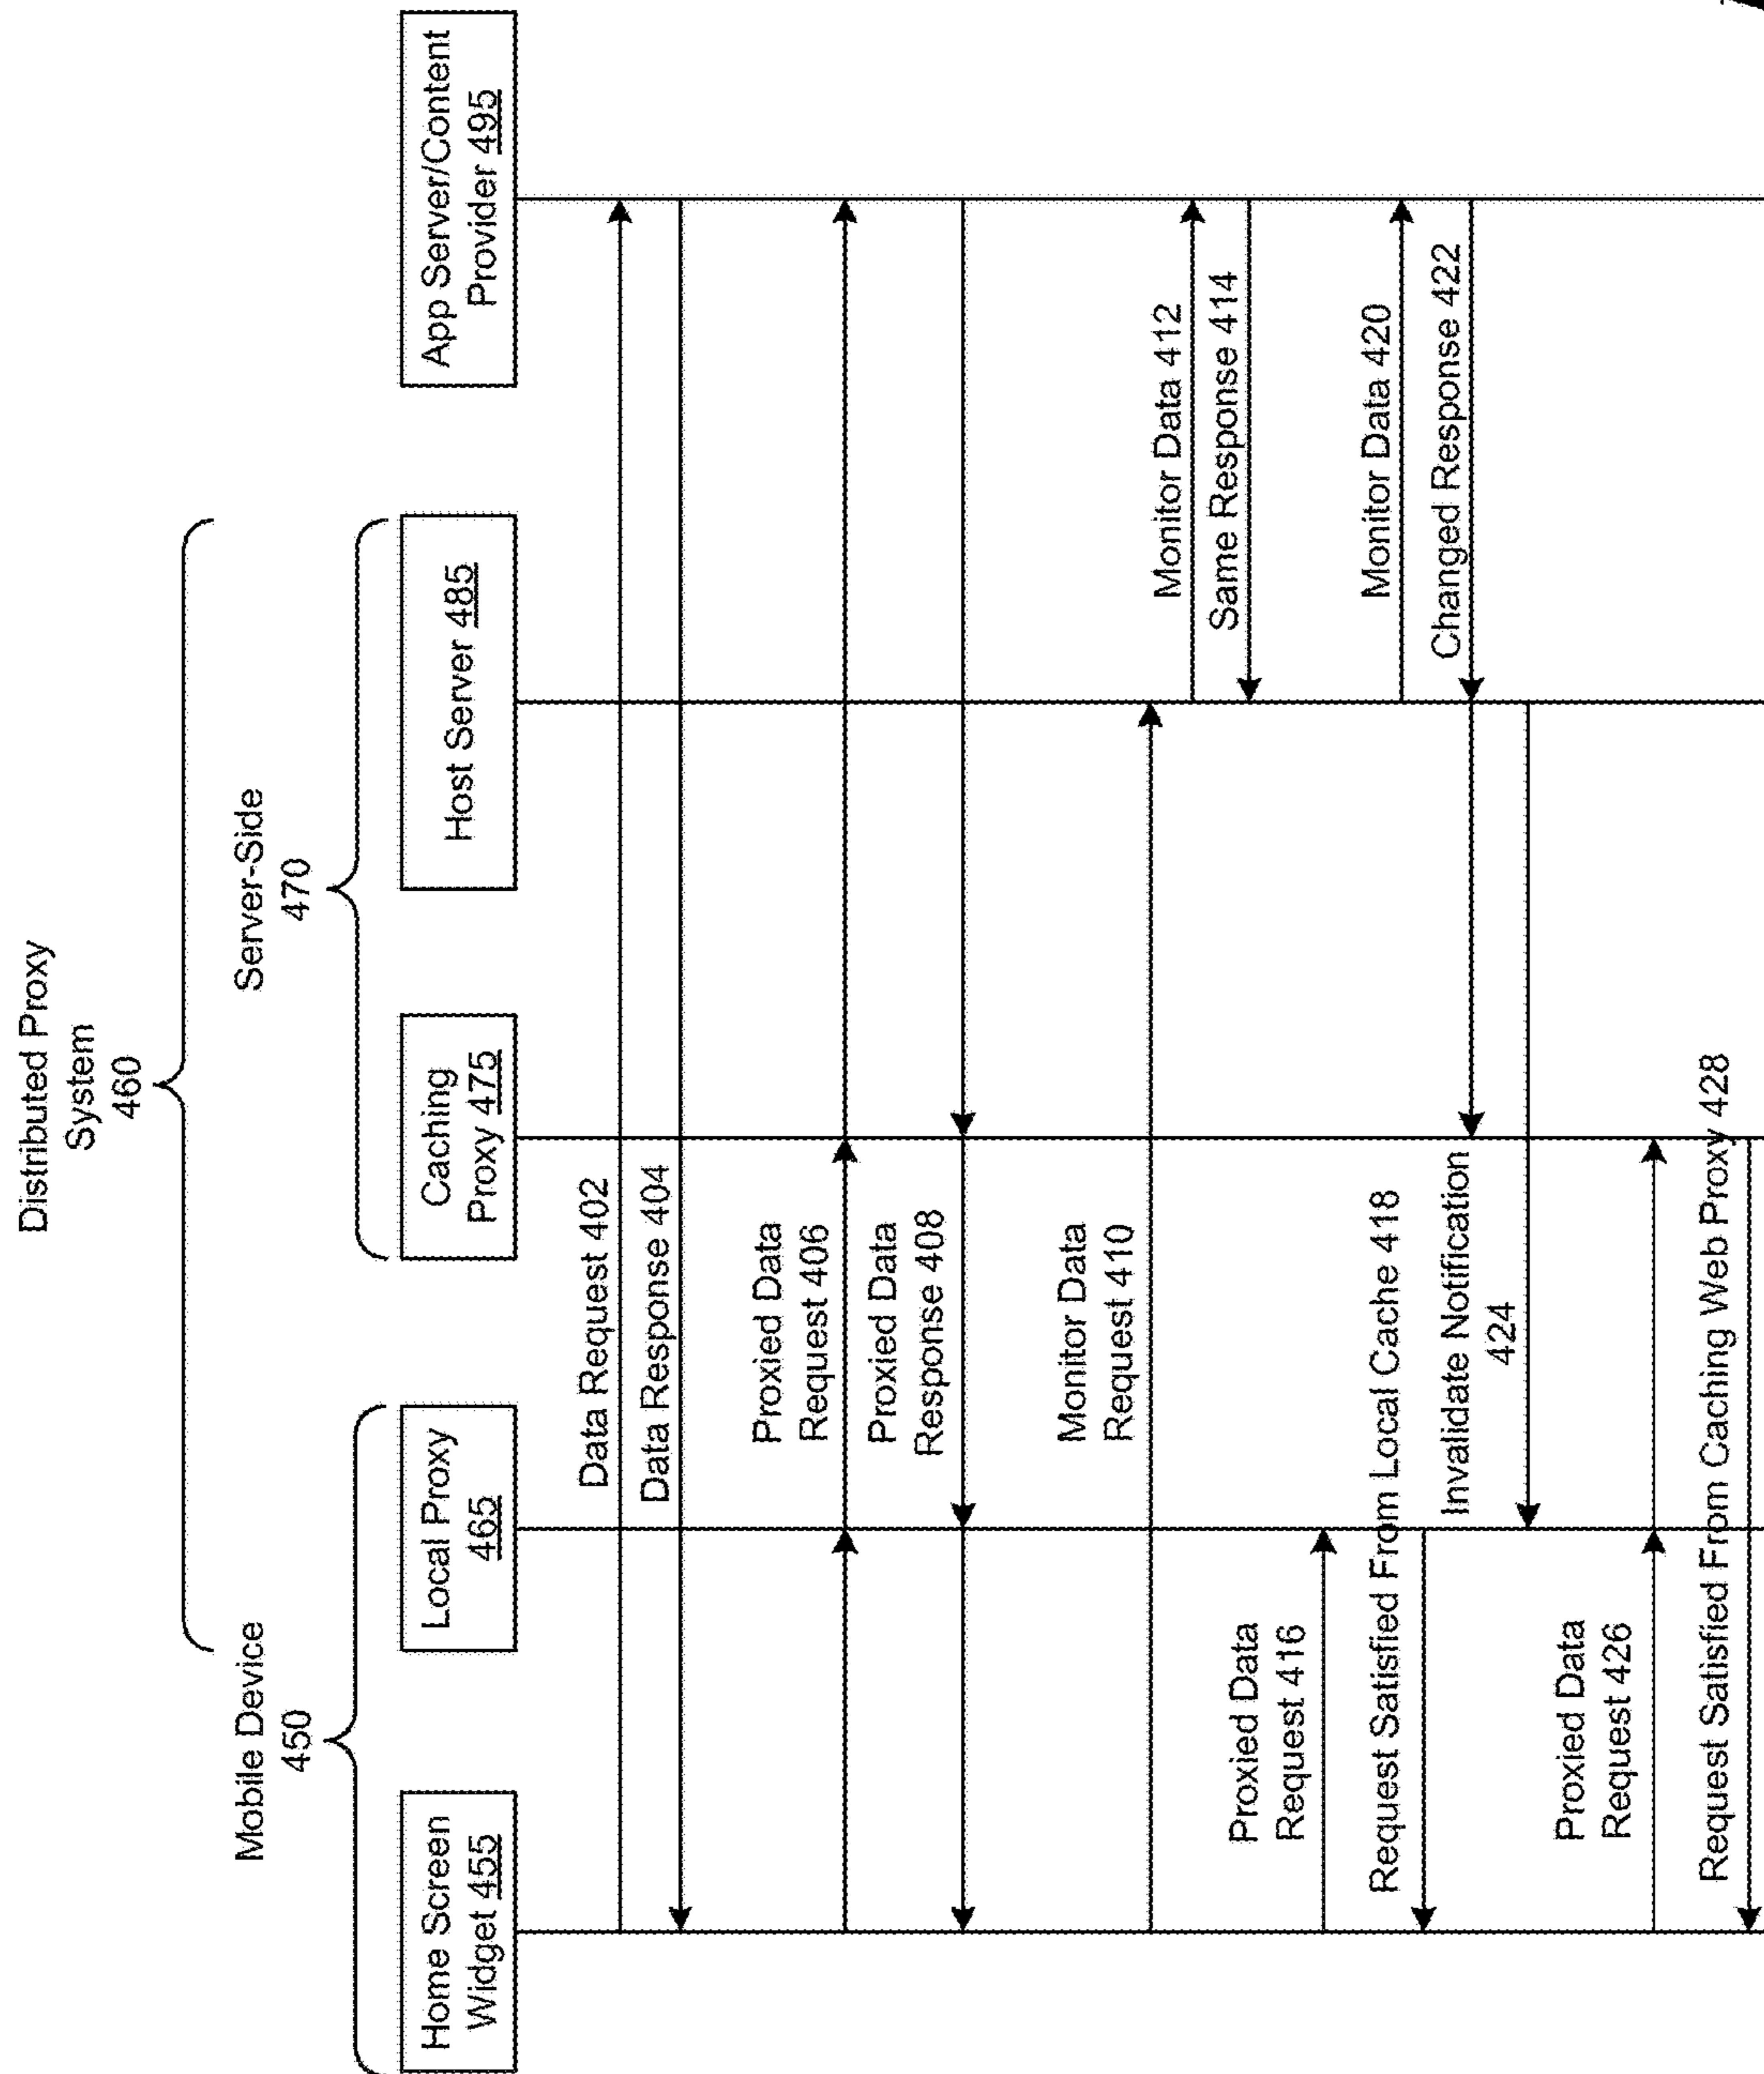 Distributed Proxy
System
460
Mobile Device
450
Server-Side
470
Home Screen
Widget 455
Local Proxy
465
Caching
Proxy 475
Host Server 485
App Server/Content
Provider 495
Data Request 402
Data Response 404
Proxied Data
Request 406
Proxied Data
Response 408
Monitor Data
Request 410
Monitor Data 412
Same Response 414
Proxied Data
Request 416
Request Satisfied From Local Cache 418
Monitor Data 420
Changed Response 422
Invalidate Notification
424
Proxied Data
Request 426
Request Satisfied From Caching Web Proxy 428